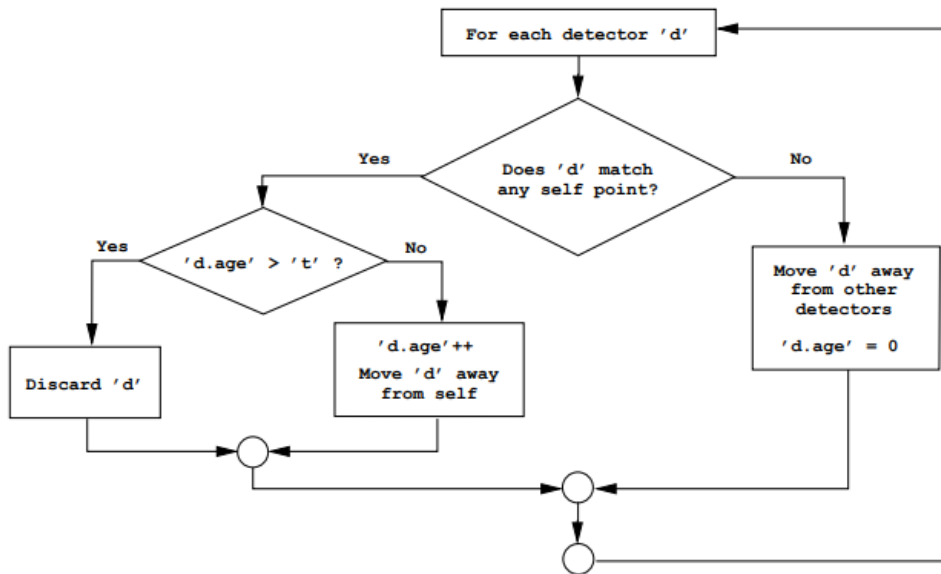 For each detector 'd'
Does 'd' match
any self point?
Yes
No
'd.age' > 't' ?
Yes
No
Move 'd' away
from other
detectors
'd.age' = 0
Discard 'd'
'd.age'++
Move 'd' away
from self